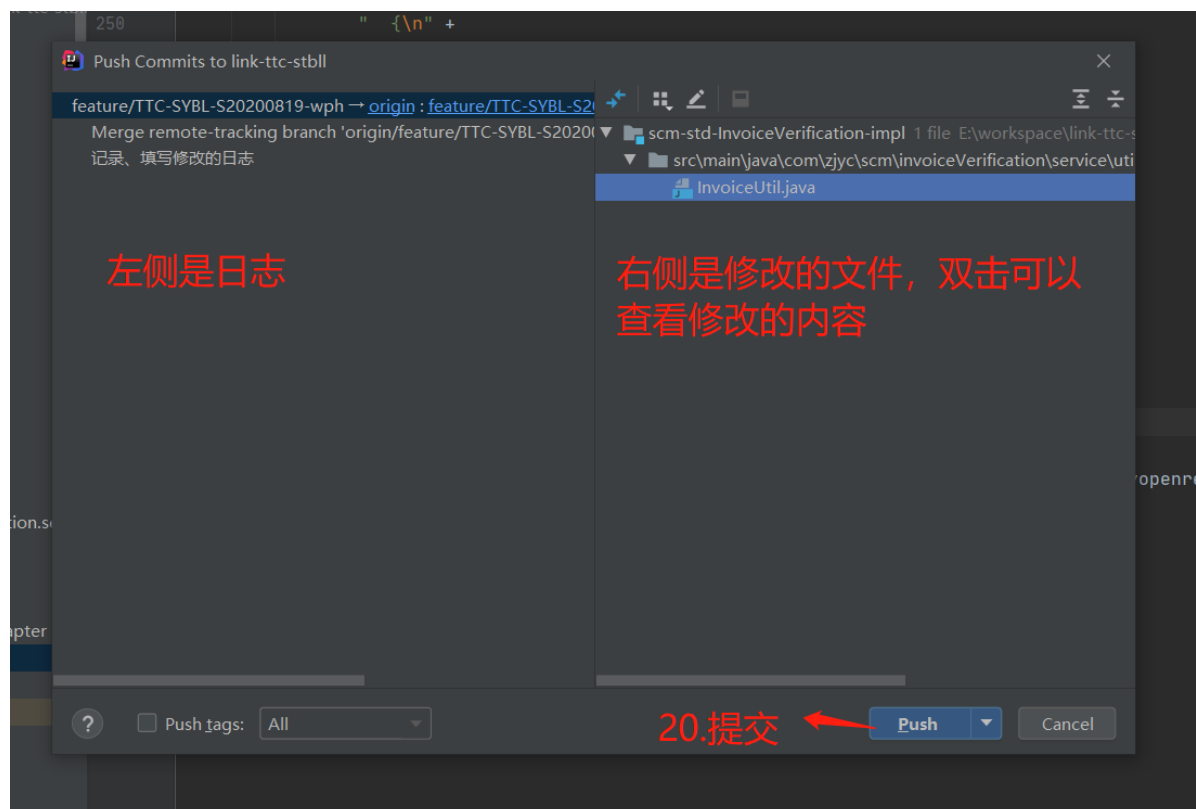 250 " {\n" +
Push Commits to link-ttc-stbll
feature/TTC-SYBL-S20200819-wph → origin : feature/TTC-SYBL-S2
Merge remote-tracking branch 'origin/feature/TTC-SYBL-S2020
记录、填写修改的日志
scm-std-InvoiceVerification-impl 1 file E:\workspace\link-ttc-s
src\main\java\com\zjyc\scm\invoiceVerification\service\uti
InvoiceUtil.java
左侧是日志
右侧是修改的文件，双击可以
查看修改的内容
openre
tion.se
apter
? Push tags: All
20.提交
Push
Cancel